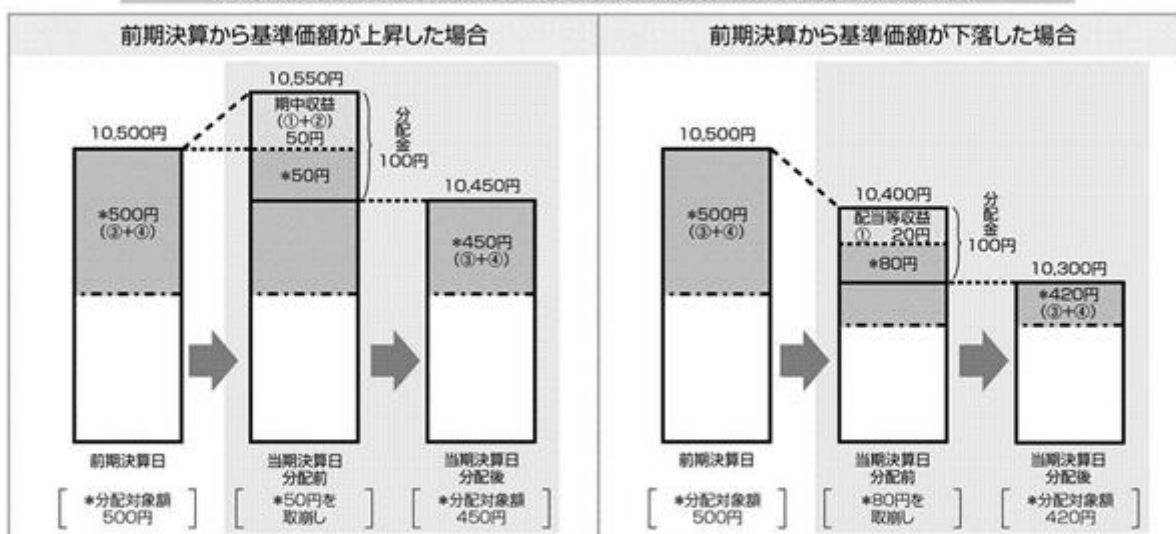 前期決算から基準価額が上昇した場合
10,550円
期中収益
(①+②)
50円
*50円
分配金
100円
10,500円
*500円
(③+④)
10,450円
*450円
(③+④)
前期決算日
当期決算日
分配前
当期決算日
分配後
*分配対象額
500円
*50円を
取崩し
*分配対象額
450円
前期決算から基準価額が下落した場合
10,500円
*500円
(③+④)
10,400円
配当等収益
① 20円
*80円
分配金
100円
10,300円
*420円
(③+④)
前期決算日
当期決算日
分配前
当期決算日
分配後
*分配対象額
500円
*80円を
取崩し
*分配対象額
420円